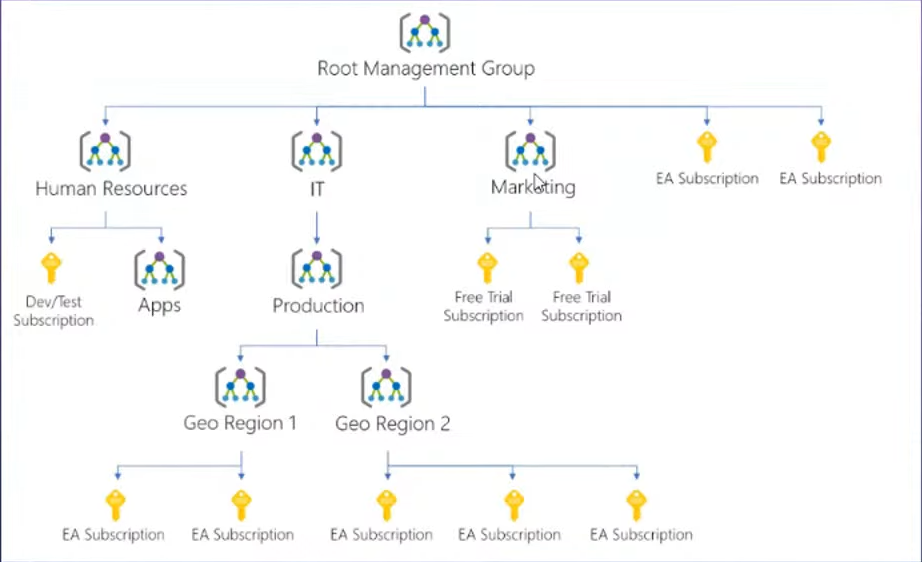 Root Management Group
Human Resources
IT
Marketing
EA Subscription
EA Subscription
Dev/Test
Subscription
Apps
Production
Free Trial
Subscription
Free Trial
Subscription
Geo Region 1
Geo Region 2
EA Subscription
EA Subscription
EA Subscription
EA Subscription
EA Subscription